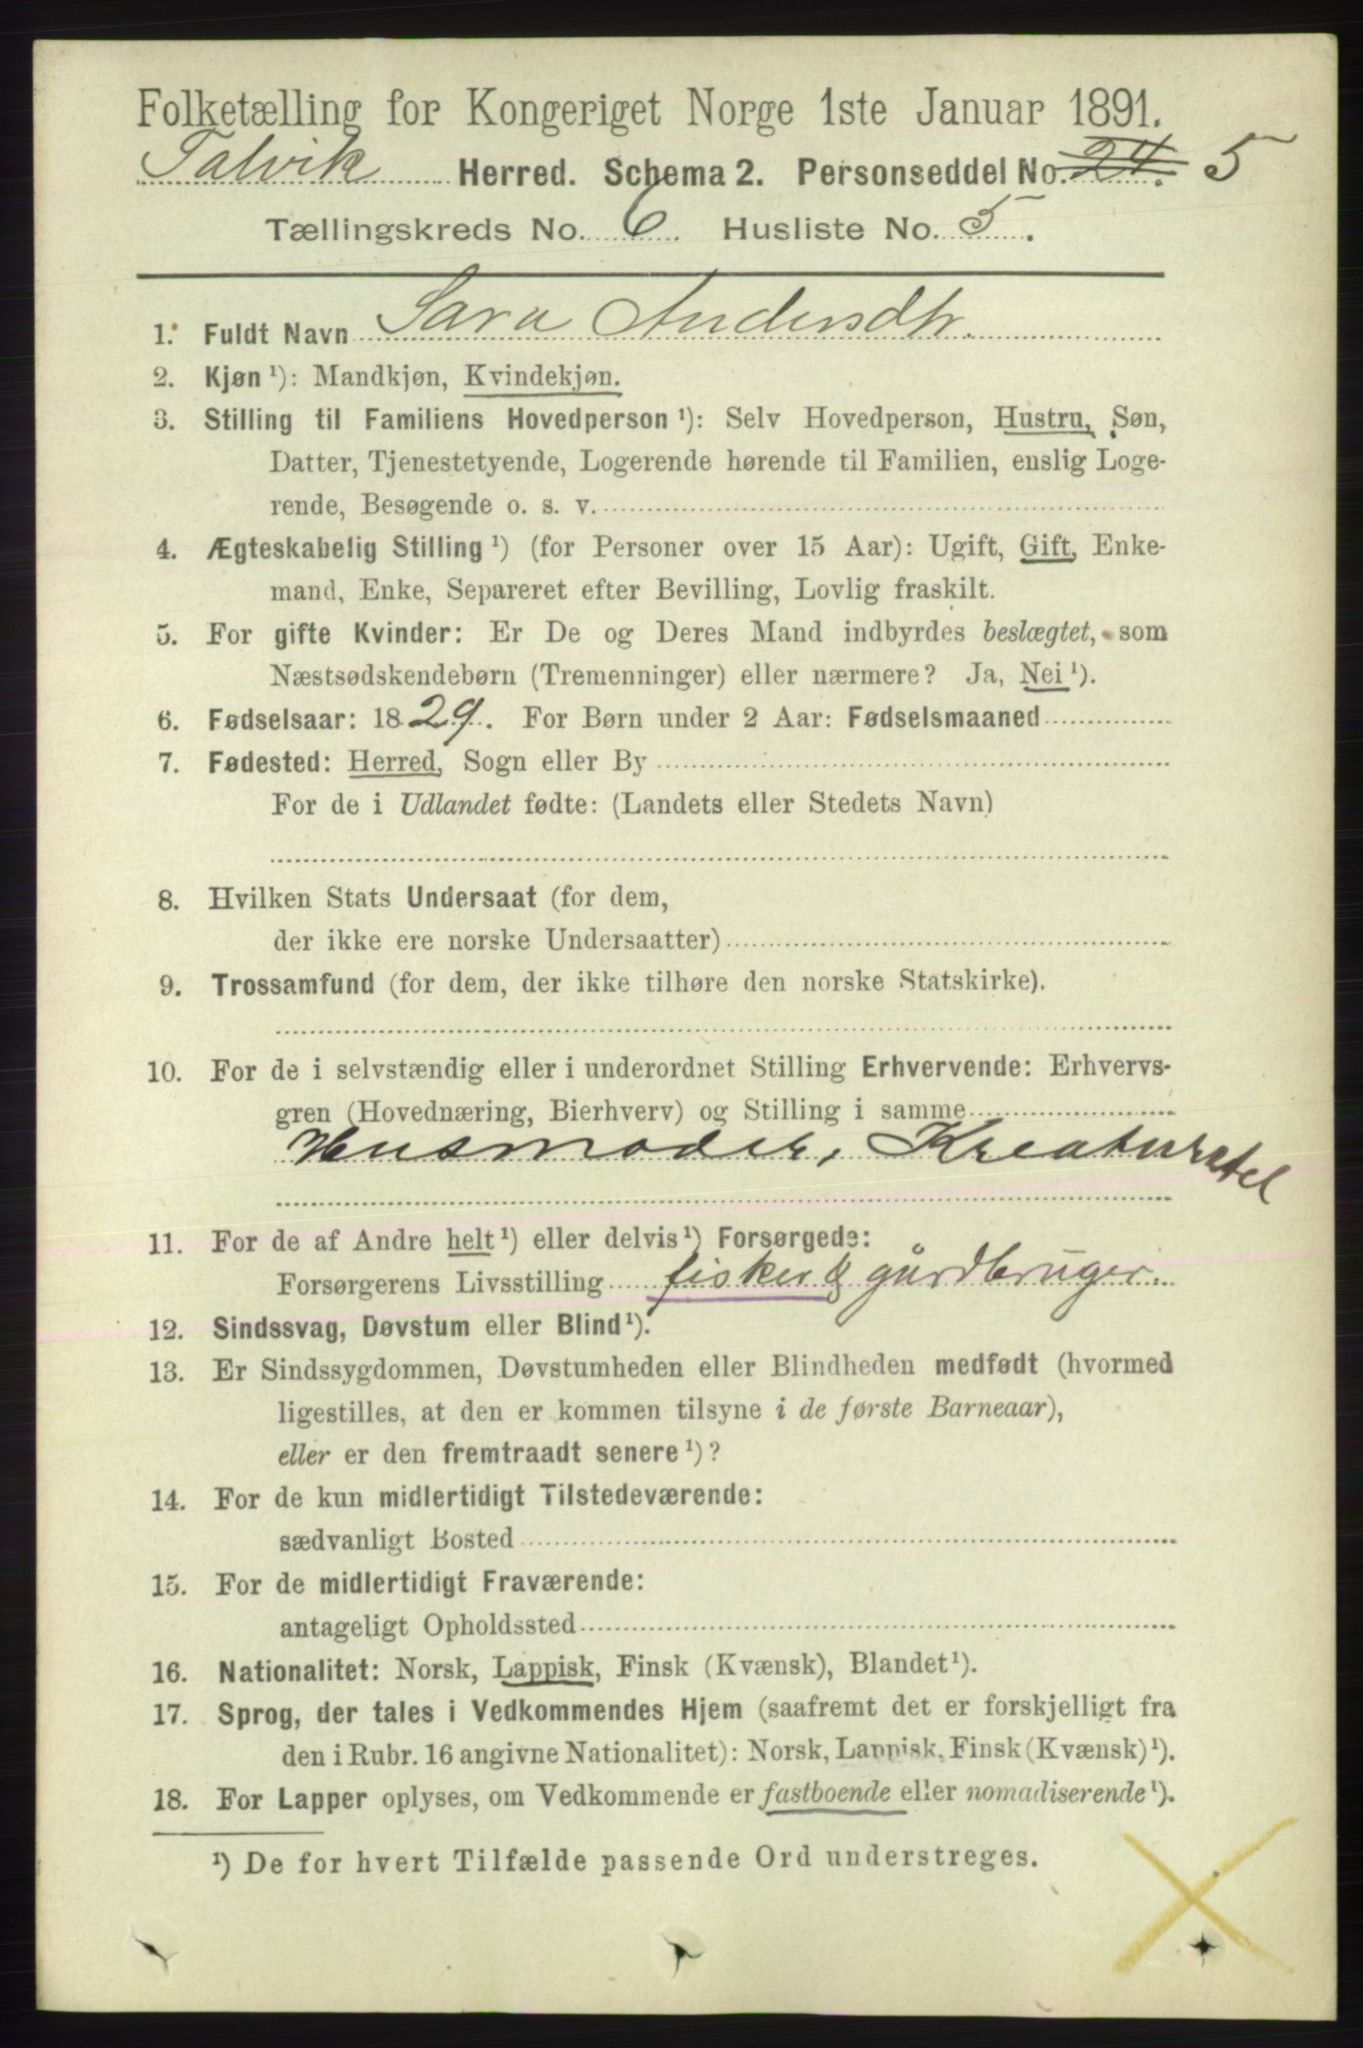 Folketælling for Kongeriget Norge 1ste Januar 1891.
Talvik Herred. Schema 2. Personseddel No. 24. 5
Tællingskreds No. 6 Husliste No. 5.
1. Fuldt Navn Sara Andersdtr.
2. Kjøn ¹): Mandkjøn, Kvindekjøn.
3. Stilling til Familiens Hovedperson ¹): Selv Hovedperson, Hustru, Søn,
Datter, Tjenestetyende, Logerende hørende til Familien, enslig Loge-
rende, Besøgende o. s. v.
4. Ægteskabelig Stilling ¹) (for Personer over 15 Aar): Ugift, Gift, Enke-
mand, Enke, Separeret efter Bevilling, Lovlig fraskilt.
5. For gifte Kvinder: Er De og Deres Mand indbyrdes beslægtet, som
Næstsødskendebørn (Tremenninger) eller nærmere? Ja, Nei ¹).
6. Fødselsaar: 1829. For Børn under 2 Aar: Fødselsmaaned
7. Fødested: Herred, Sogn eller By
For de i Udlandet fødte: (Landets eller Stedets Navn)
8. Hvilken Stats Undersaat (for dem,
der ikke ere norske Undersaatter)
9. Trossamfund (for dem, der ikke tilhøre den norske Statskirke).
10. For de i selvstændig eller i underordnet Stilling Erhvervende: Erhvervs-
gren (Hovednæring, Bierhverv) og Stilling i samme
Husmoder, Kreaturstel
11. For de af Andre helt ¹) eller delvis ¹) Forsørgede:
Forsørgerens Livsstilling fisker & gårdbruger.
12. Sindssvag, Døvstum eller Blind ¹).
13. Er Sindssygdommen, Døvstumheden eller Blindheden medfødt (hvormed
ligestilles, at den er kommen tilsyne i de første Barneaar),
eller er den fremtraadt senere ¹)?
14. For de kun midlertidigt Tilstedeværende:
sædvanligt Bosted
15. For de midlertidigt Fraværende:
antageligt Opholdssted
16. Nationalitet: Norsk, Lappisk, Finsk (Kvænsk), Blandet ¹).
17. Sprog, der tales i Vedkommendes Hjem (saafremt det er forskjelligt fra
den i Rubr. 16 angivne Nationalitet): Norsk, Lappisk, Finsk (Kvænsk) ¹).
18. For Lapper oplyses, om Vedkommende er fastboende eller nomadiserende ¹).
¹) De for hvert Tilfælde passende Ord understreges.